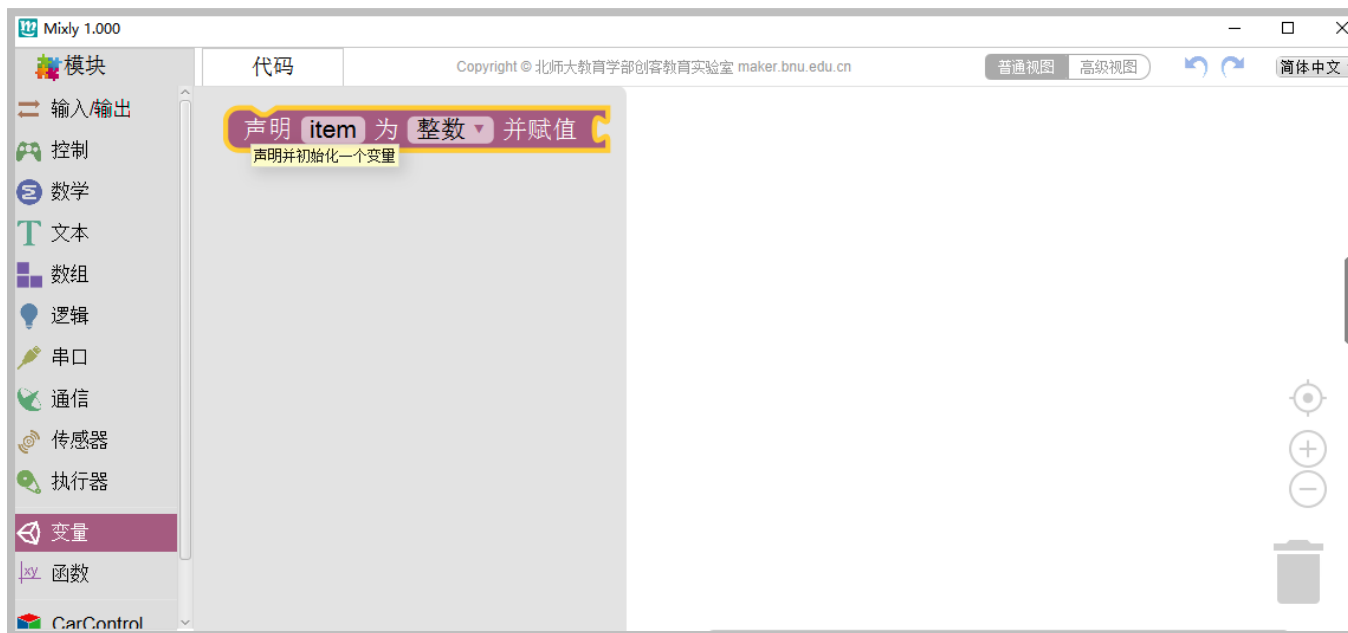 Mixly 1.000
模块
代码
Copyright © 北师大教育学部创客教育实验室 maker.bnu.edu.cn
普通视图 高级视图
简体中文
输入/输出
控制
数学
文本
数组
逻辑
串口
通信
传感器
执行器
变量
函数
CarControl
声明 item 为 整数 并赋值
声明并初始化一个变量